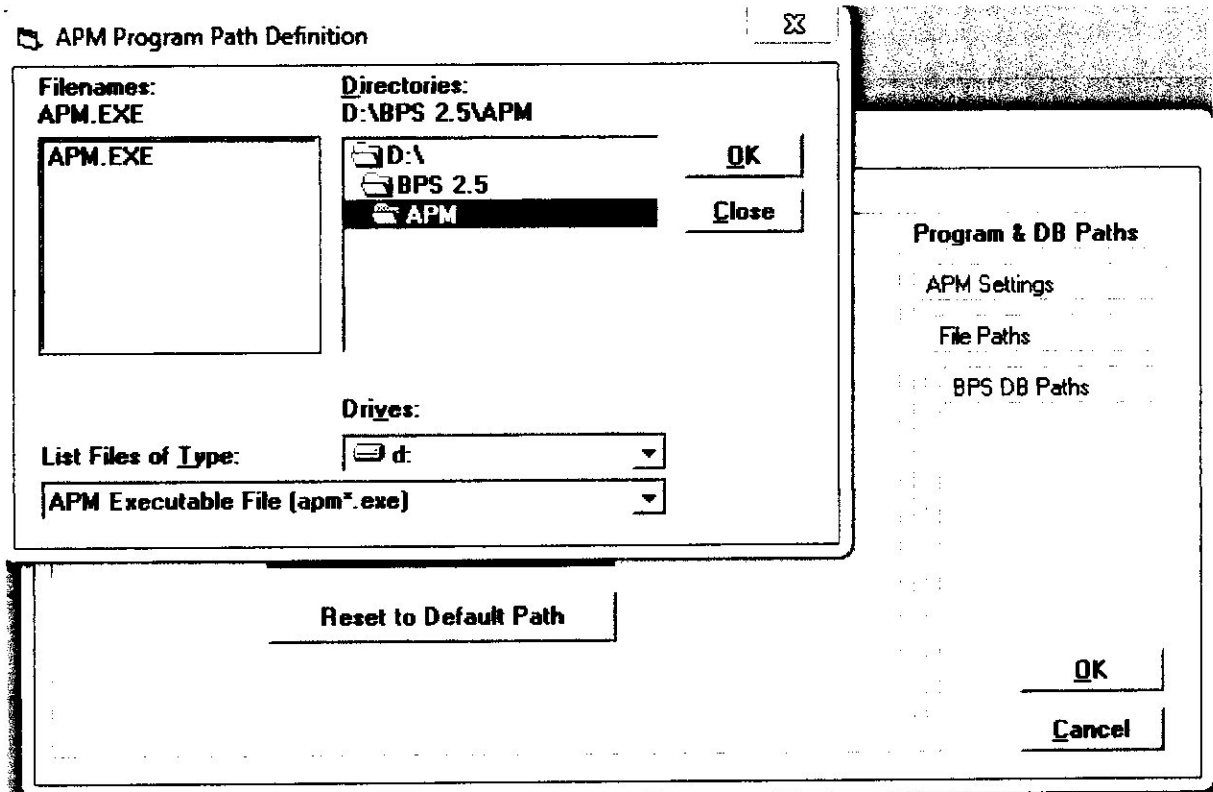 APM Program Path Definition
Filenames:
APM.EXE
APM.EXE
Directories:
D:\BPS 2.5\APM
D:\
BPS 2.5
APM
OK
Close
Drives:
d:
List Files of Type:
APM Executable File (apm*.exe)
Program & DB Paths
APM Settings
File Paths
BPS DB Paths
Reset to Default Path
OK
Cancel